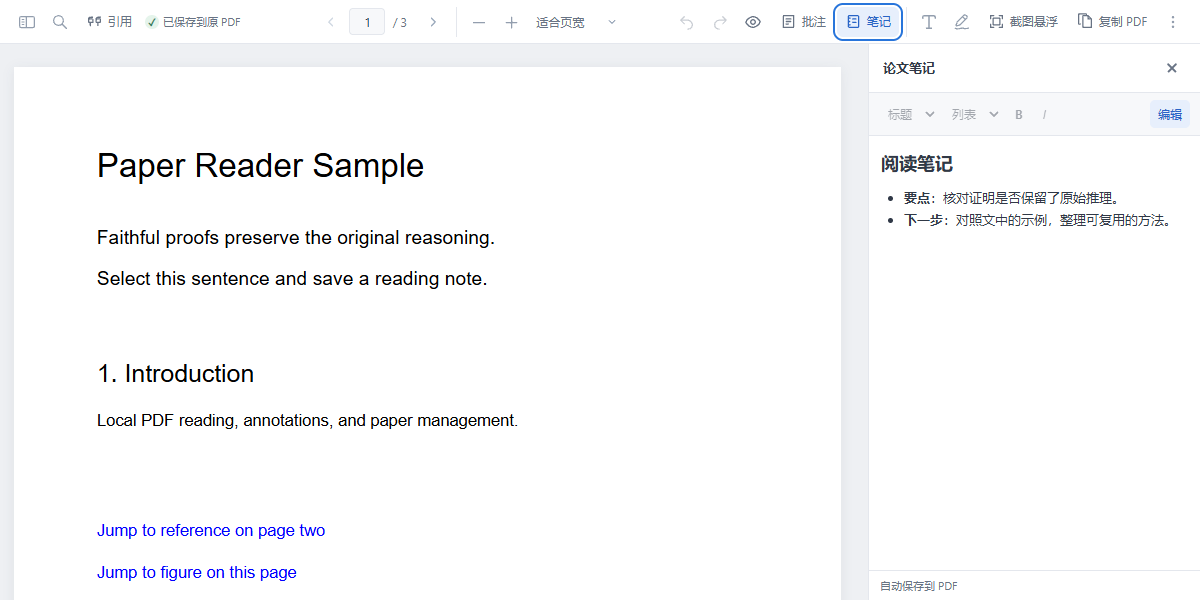 引用 已保存到原 PDF 1 / 3 适合页宽 批注 笔记 截图悬浮 复制 PDF
Paper Reader Sample
Faithful proofs preserve the original reasoning.
Select this sentence and save a reading note.
1. Introduction
Local PDF reading, annotations, and paper management.
Jump to reference on page two
Jump to figure on this page
论文笔记
标题 列表 B I 编辑
阅读笔记
• 要点：核对证明是否保留了原始推理。
• 下一步：对照文中的示例，整理可复用的方法。
自动保存到 PDF